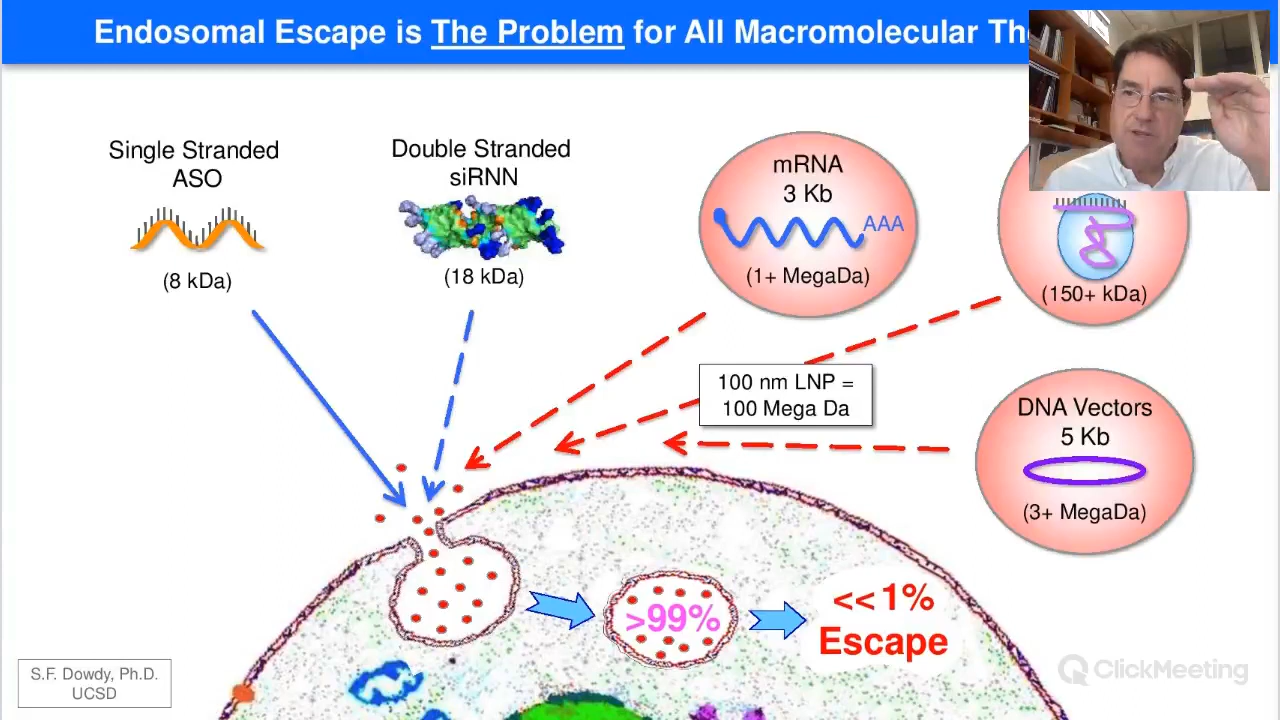 Endosomal Escape is The Problem for All Macromolecular
Single Stranded
ASO
(8 kDa)
Double Stranded
siRNN
(18 kDa)
mRNA
3 Kb
AAA
(1+ MegaDa)
(150+ kDa)
100 nm LNP =
100 Mega Da
DNA Vectors
5 Kb
(3+ MegaDa)
>99%
<< 1%
Escape
S.F. Dowdy, Ph.D.
UCSD
ClickMeeting